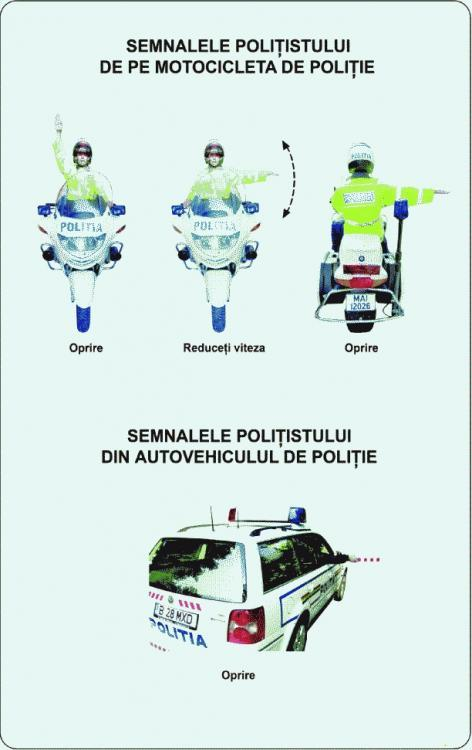 SEMNALELE POLIȚISTULUI
DE PE MOTOCICLETA DE POLIȚIE
POLITIA
POLITIA
POLITIA
MAI
12026
Oprire
Reduceți viteza
Oprire
SEMNALELE POLIȚISTULUI
DIN AUTOVEHICULUL DE POLIȚIE
B 28 MXD
POLITIA
Oprire